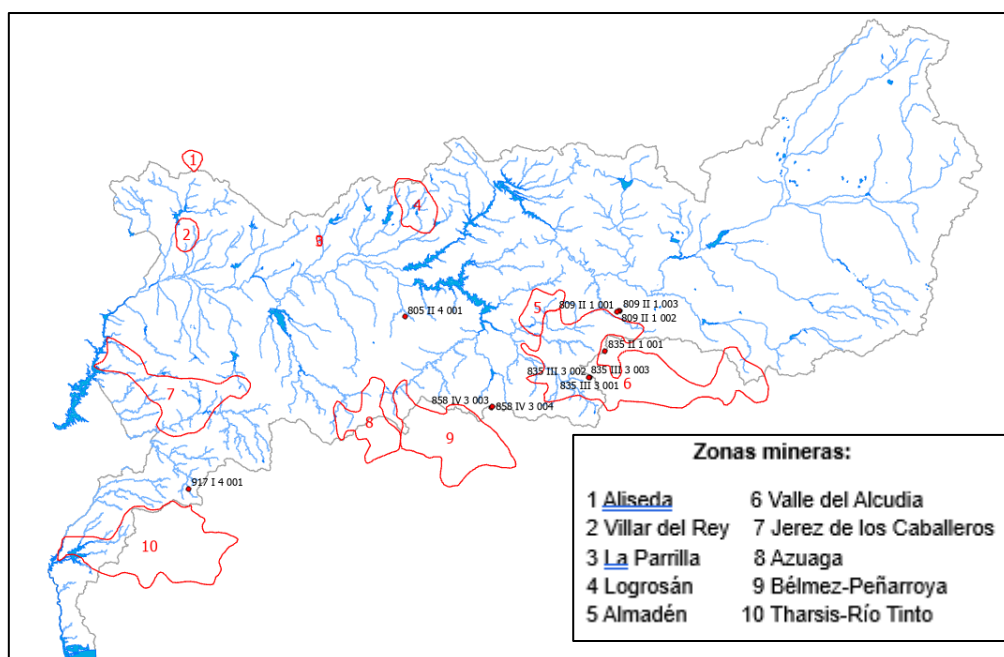 1
2
3
4
805 II 4 001
5
809 II 1 001
809 II 1 003
809 II 1 002
835 II 1 001
835 III 3 002
835 III 3 003
835 III 3 001
6
7
858 IV 3 003
858 IV 3 004
8
9
917 I 4 001
10
Zonas mineras:
1 Aliseda 6 Valle del Alcudia
2 Villar del Rey 7 Jerez de los Caballeros
3 La Parrilla 8 Azuaga
4 Logrosán 9 Bélmez-Peñarroya
5 Almadén 10 Tharsis-Río Tinto